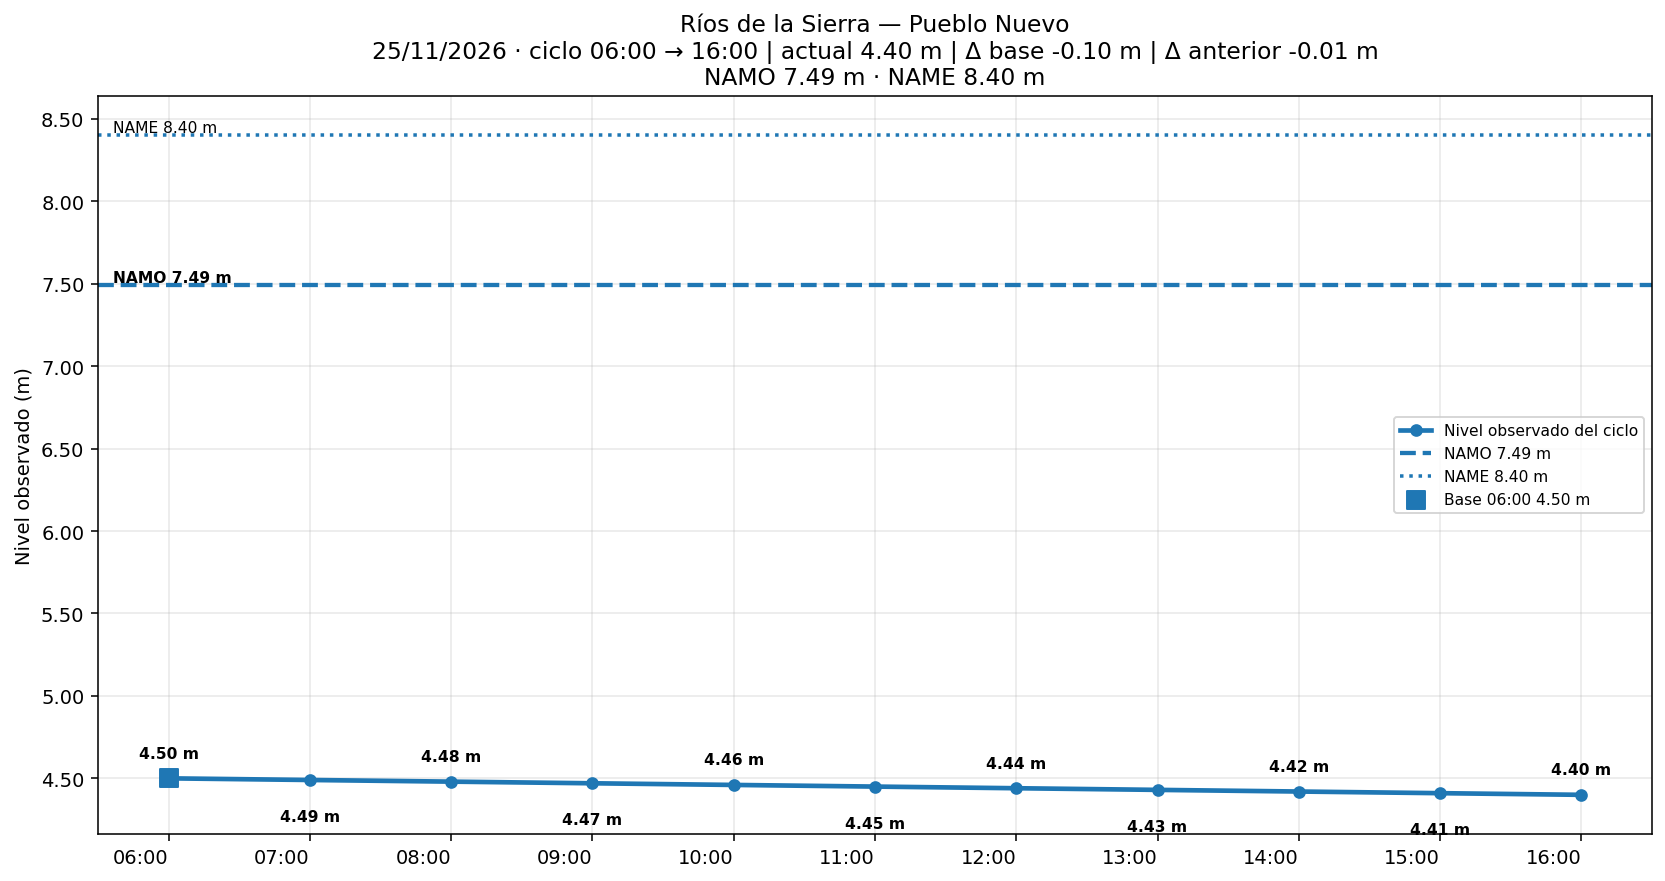 Ríos de la Sierra — Pueblo Nuevo
25/11/2026 · ciclo 06:00 → 16:00 | actual 4.40 m | Δ base -0.10 m | Δ anterior -0.01 m
NAMO 7.49 m · NAME 8.40 m
Nivel observado (m)
8.50
8.00
7.50
7.00
6.50
6.00
5.50
5.00
4.50
NAME 8.40 m
NAMO 7.49 m
Nivel observado del ciclo
NAMO 7.49 m
NAME 8.40 m
Base 06:00 4.50 m
4.50 m
4.49 m
4.48 m
4.47 m
4.46 m
4.45 m
4.44 m
4.43 m
4.42 m
4.41 m
4.40 m
06:00
07:00
08:00
09:00
10:00
11:00
12:00
13:00
14:00
15:00
16:00